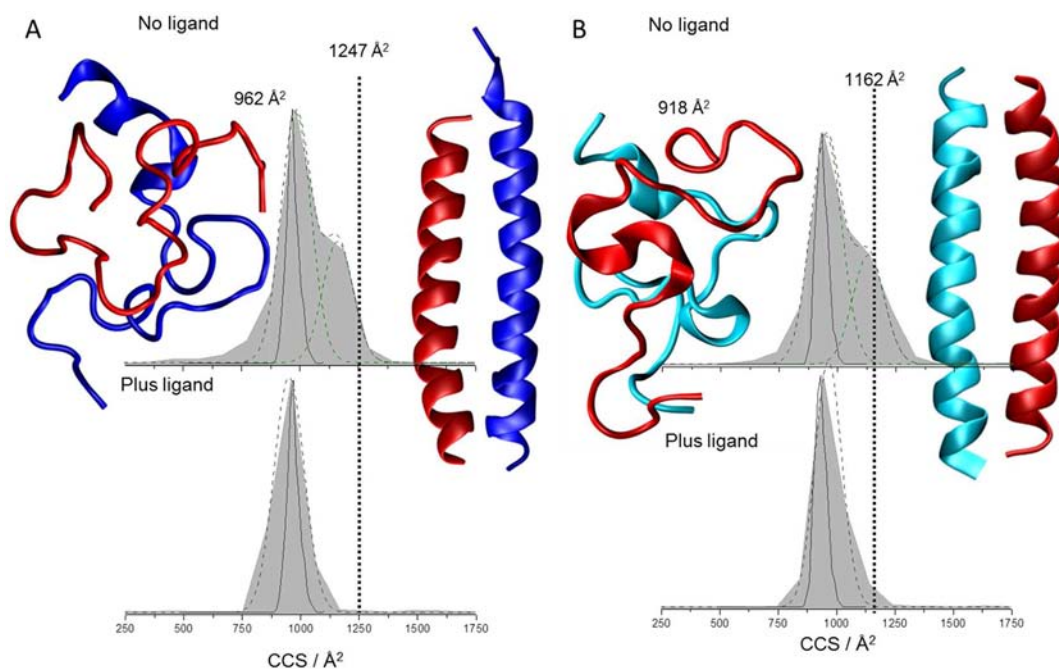 A
No ligand
962 Å²
1247 Å²
Plus ligand
250 500 750 1000 1250 1500 1750
CCS / Å²
B
No ligand
918 Å²
1162 Å²
Plus ligand
250 500 750 1000 1250 1500 1750
CCS / Å²